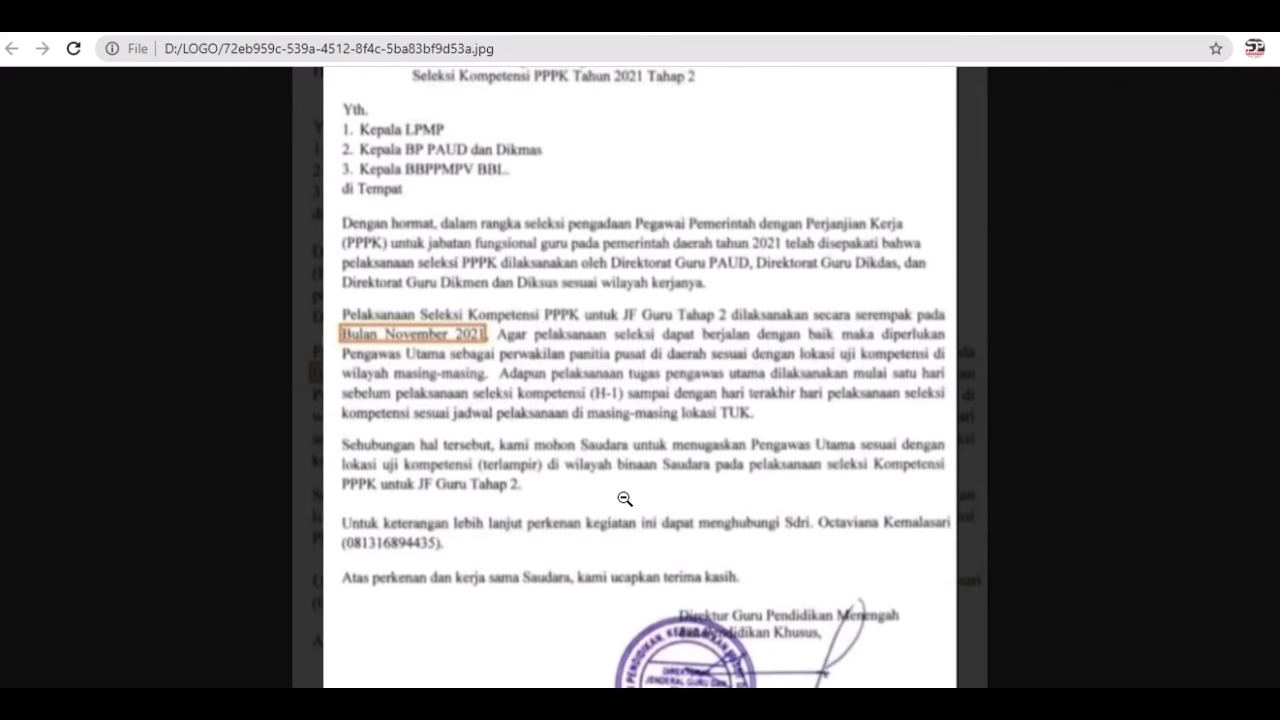 File
D:/LOGO/72eb959c-539a-4512-8f4c-5ba83bf9d53a.jpg
SP
Seleksi Kompetensi PPPK Tahun 2021 Tahap 2
Yth.
1. Kepala LPMP
2. Kepala BP PAUD dan Dikmas
3. Kepala BBPPMPV BBL.
di Tempat
Dengan hormat, dalam rangka seleksi pengadaan Pegawai Pemerintah dengan Perjanjian Kerja
(PPPK) untuk jabatan fungsional guru pada pemerintah daerah tahun 2021 telah disepakati bahwa
pelaksanaan seleksi PPPK dilaksanakan oleh Direktorat Guru PAUD, Direktorat Guru Dikdas, dan
Direktorat Guru Dikmen dan Diksus sesuai wilayah kerjanya.
Pelaksanaan Seleksi Kompetensi PPPK untuk JF Guru Tahap 2 dilaksanakan secara serempak pada
Bulan November 2021. Agar pelaksanaan seleksi dapat berjalan dengan baik maka diperlukan
Pengawas Utama sebagai perwakilan panitia pusat di daerah sesuai dengan lokasi uji kompetensi di
wilayah masing-masing. Adapun pelaksanaan tugas pengawas utama dilaksanakan mulai satu hari
sebelum pelaksanaan seleksi kompetensi (H-1) sampai dengan hari terakhir hari pelaksanaan seleksi
kompetensi sesuai jadwal pelaksanaan di masing-masing lokasi TUK.
Sehubungan hal tersebut, kami mohon Saudara untuk menugaskan Pengawas Utama sesuai dengan
lokasi uji kompetensi (terlampir) di wilayah binaan Saudara pada pelaksanaan seleksi Kompetensi
PPPK untuk JF Guru Tahap 2.
Untuk keterangan lebih lanjut perkenan kegiatan ini dapat menghubungi Sdri. Octaviana Kemalasari
(081316894435).
Atas perkenan dan kerja sama Saudara, kami ucapkan terima kasih.
Direktur Guru Pendidikan Menengah
Pendidikan Khusus,
JENDERAL GURU DAN